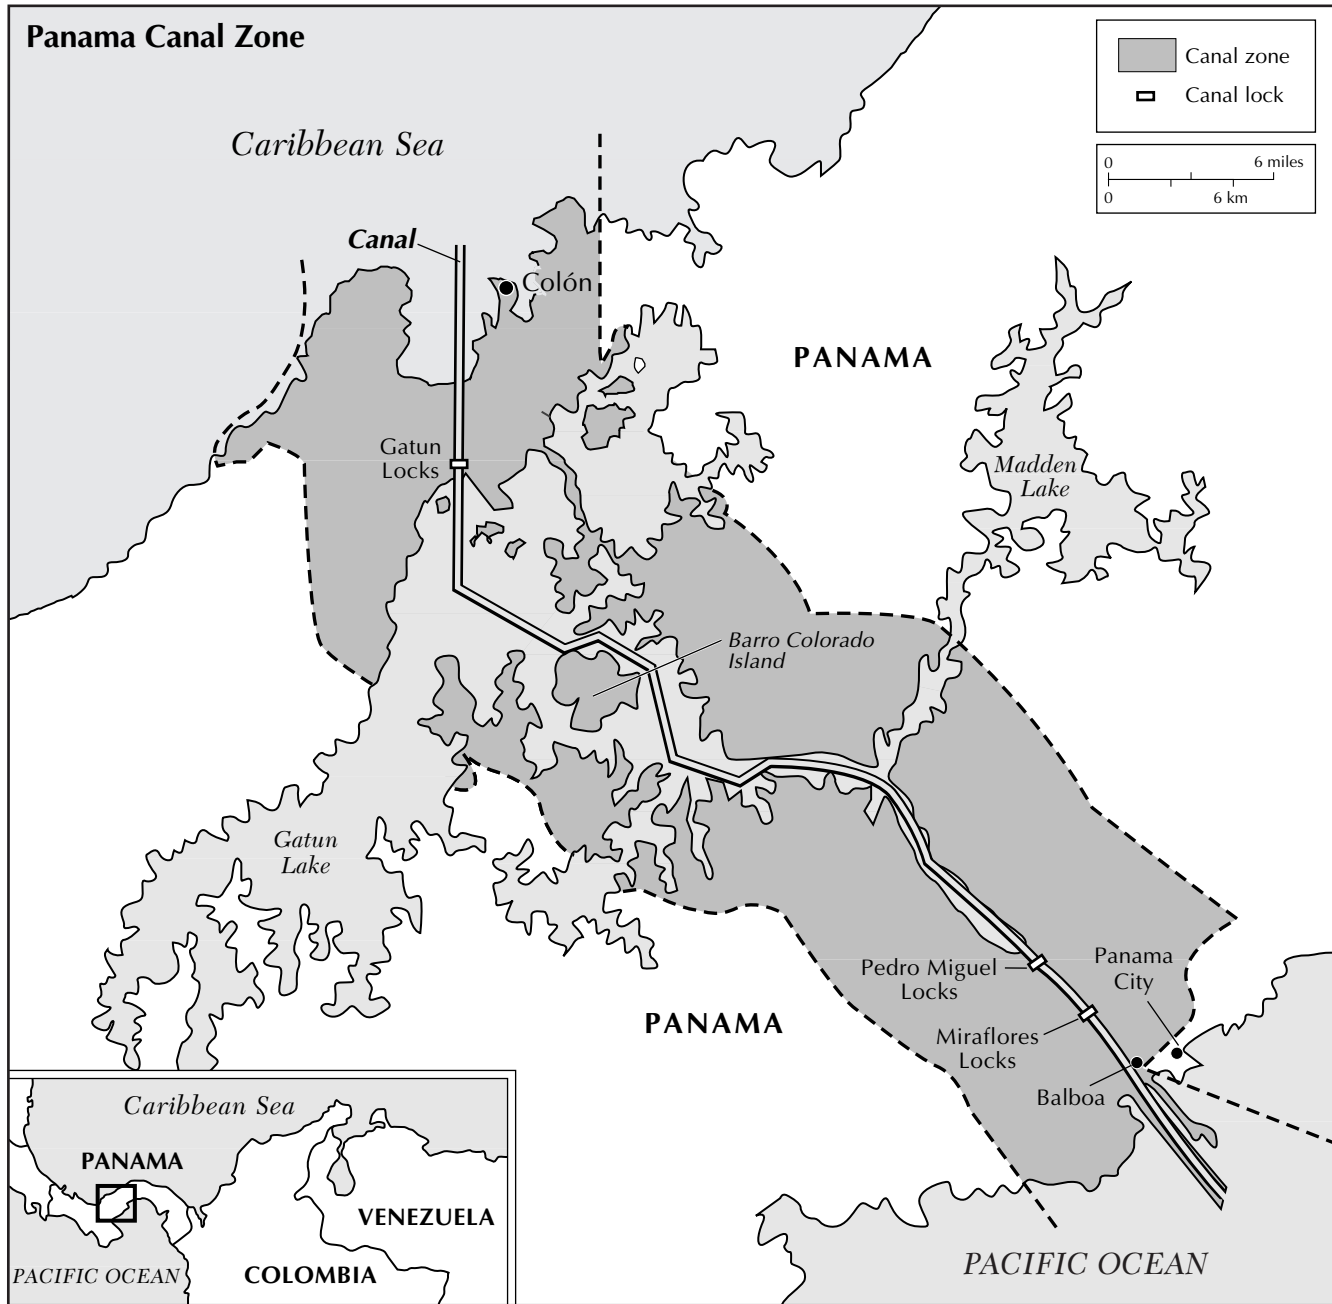 Panama Canal Zone
Canal zone
Canal lock
0 6 miles
0 6 km
Caribbean Sea
Canal
Colón
PANAMA
Gatun
Locks
Madden
Lake
Barro Colorado
Island
Gatun
Lake
Pedro Miguel
Locks
Panama
City
PANAMA
Miraflores
Locks
Balboa
PACIFIC OCEAN
Caribbean Sea
PANAMA
VENEZUELA
COLOMBIA
PACIFIC OCEAN